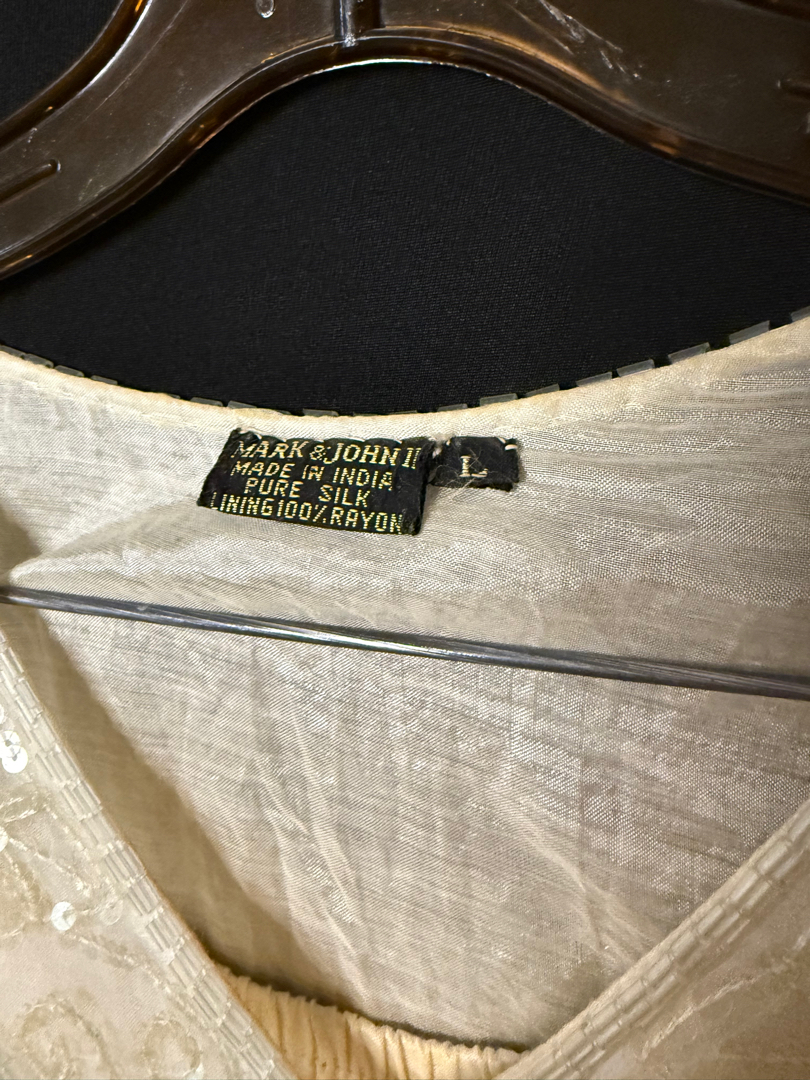 MARK & JOHN II
MADE IN INDIA
PURE SILK
LINING 100% RAYON
L